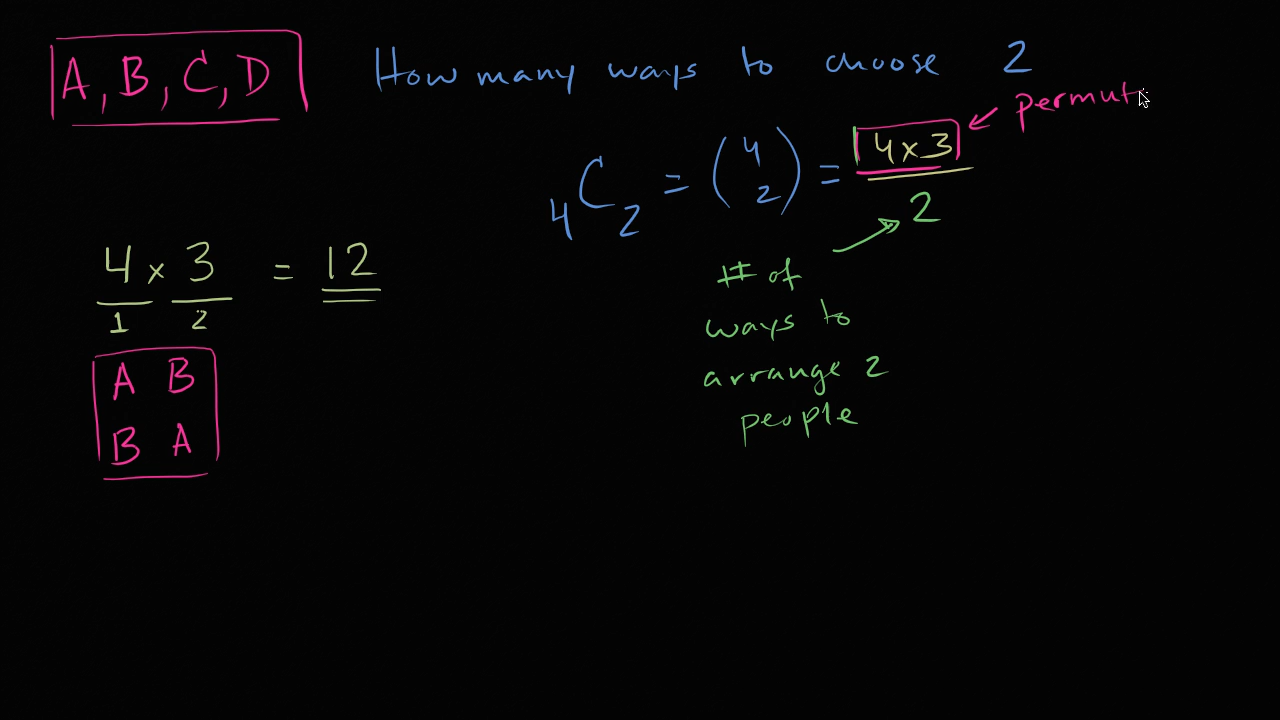 A, B, C, D
How many ways to choose 2
permut
4C2 = (4 2) = 4x3 / 2
4 x 3 = 12
1 2
A B
B A
# of
ways to
arrange 2
people